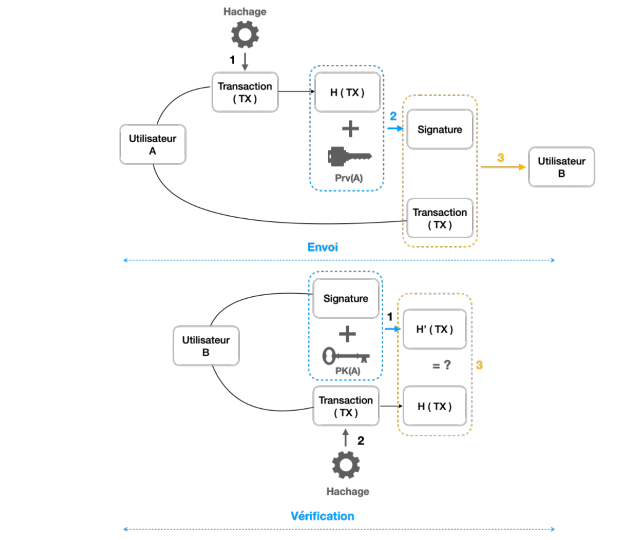 Hachage
1
Transaction
( TX )
H ( TX )
+
Prv(A)
2
Signature
3
Utilisateur
A
Utilisateur
B
Transaction
( TX )
Envoi
Signature
+
PK(A)
1
H' ( TX )
Utilisateur
B
= ?
3
Transaction
( TX )
H ( TX )
2
Hachage
Vérification